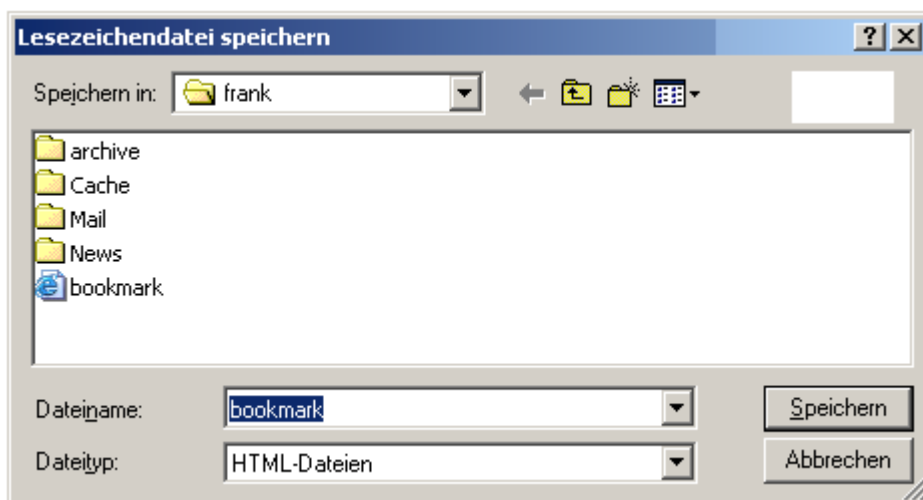 Lesezeichendatei speichern
Speichern in: frank
archive
Cache
Mail
News
bookmark
Dateiname: bookmark Speichern
Dateityp: HTML-Dateien Abbrechen